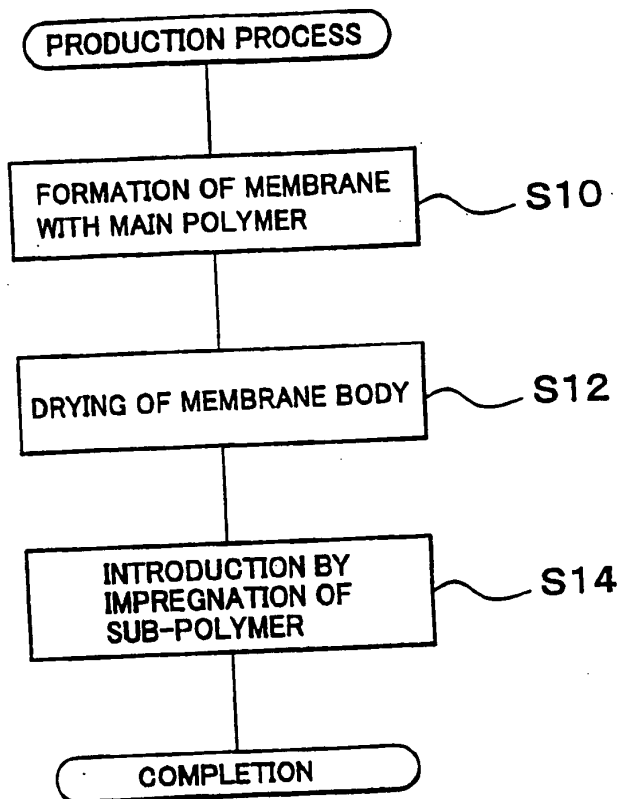 PRODUCTION PROCESS
FORMATION OF MEMBRANE
WITH MAIN POLYMER
S10
DRYING OF MEMBRANE BODY
S12
INTRODUCTION BY
IMPREGNATION OF
SUB-POLYMER
S14
COMPLETION